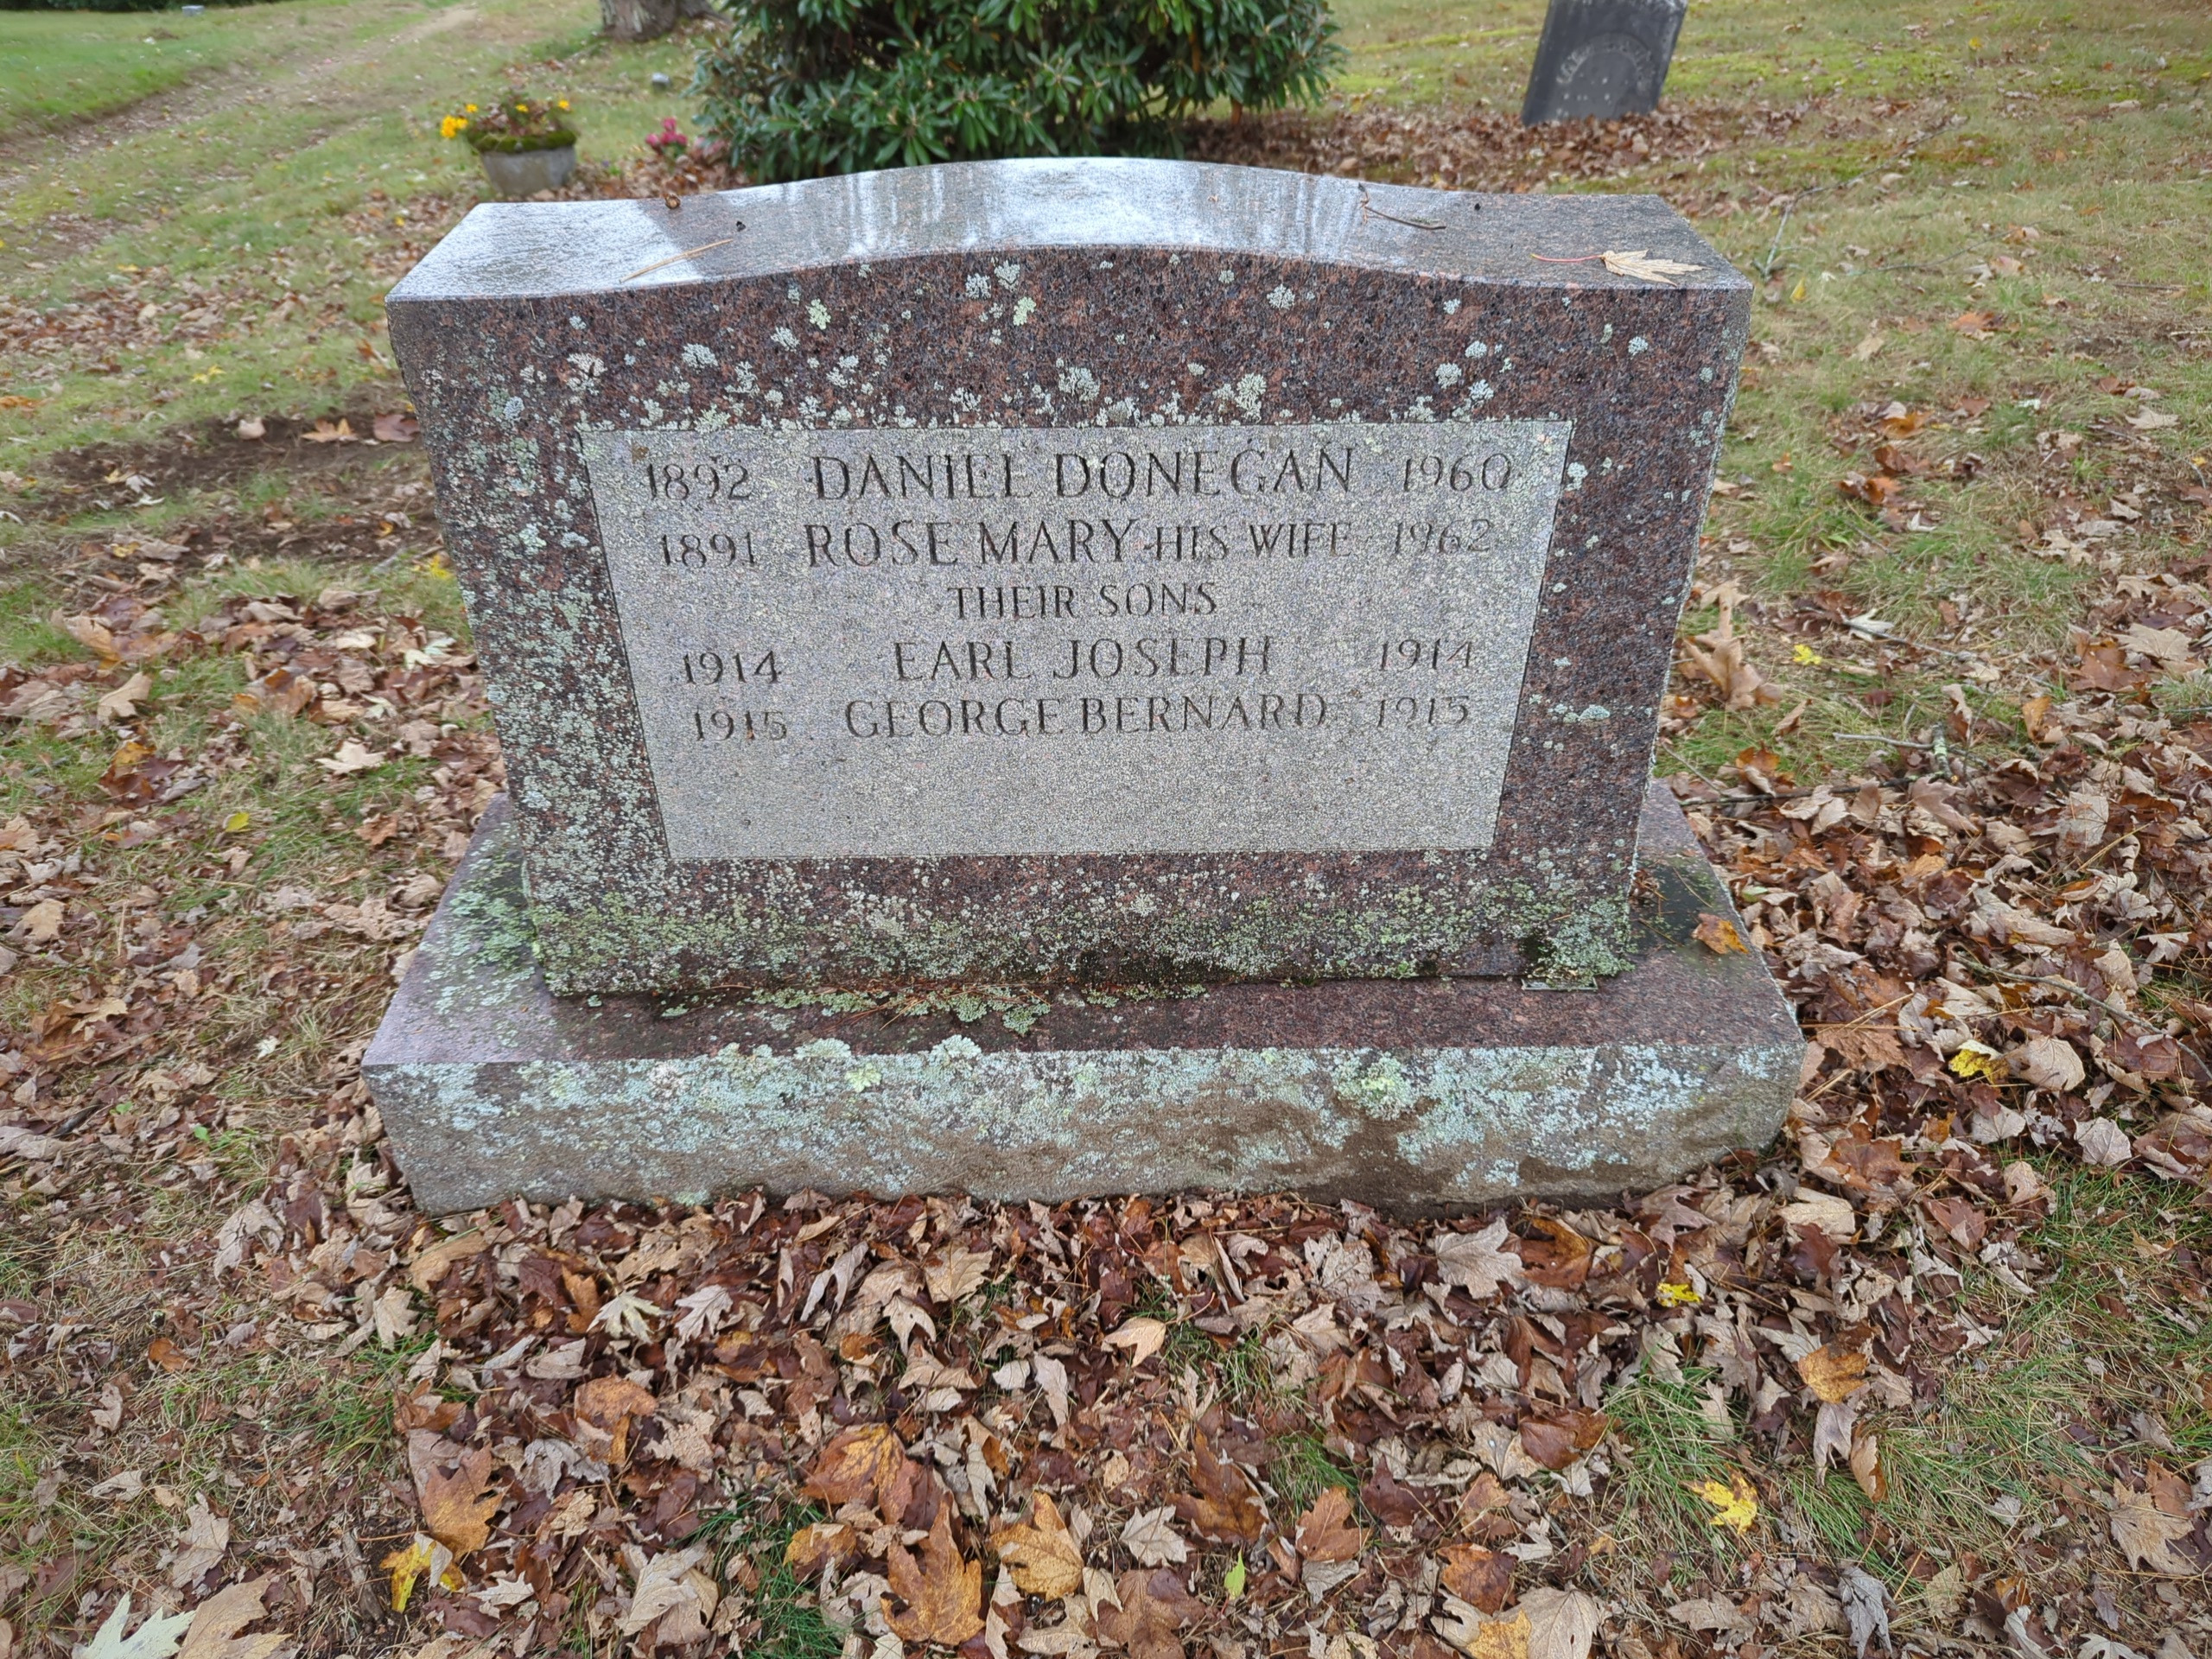 1892 DANIEL DONEGAN 1960
1891 ROSE MARY HIS WIFE 1962
THEIR SONS
1914 EARL JOSEPH 1914
1915 GEORGE BERNARD 1915